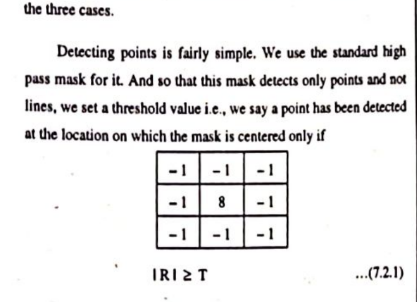 the three cases.
Detecting points is fairly simple. We use the standard high
pass mask for it. And so that this mask detects only points and not
lines, we set a threshold value i.e., we say a point has been detected
at the location on which the mask is centered only if
-1 -1 -1
-1 8 -1
-1 -1 -1
|R| ≥ T ...(7.2.1)